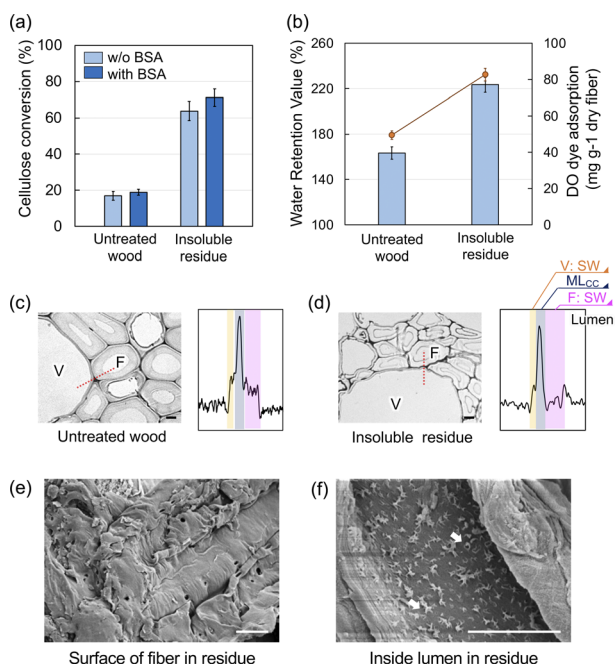 (a)
Cellulose conversion (%)
100
80
60
40
20
0
w/o BSA
with BSA
Untreated
wood
Insoluble
residue
(b)
Water Retention Value (%)
260
220
180
140
100
100
80
60
40
20
0
DO dye adsorption
(mg g-1 dry fiber)
Untreated
wood
Insoluble
residue
(c)
V
F
Untreated wood
(d)
F
V
Insoluble residue
V: SW
MLCC
F: SW
Lumen
(e)
Surface of fiber in residue
(f)
Inside lumen in residue